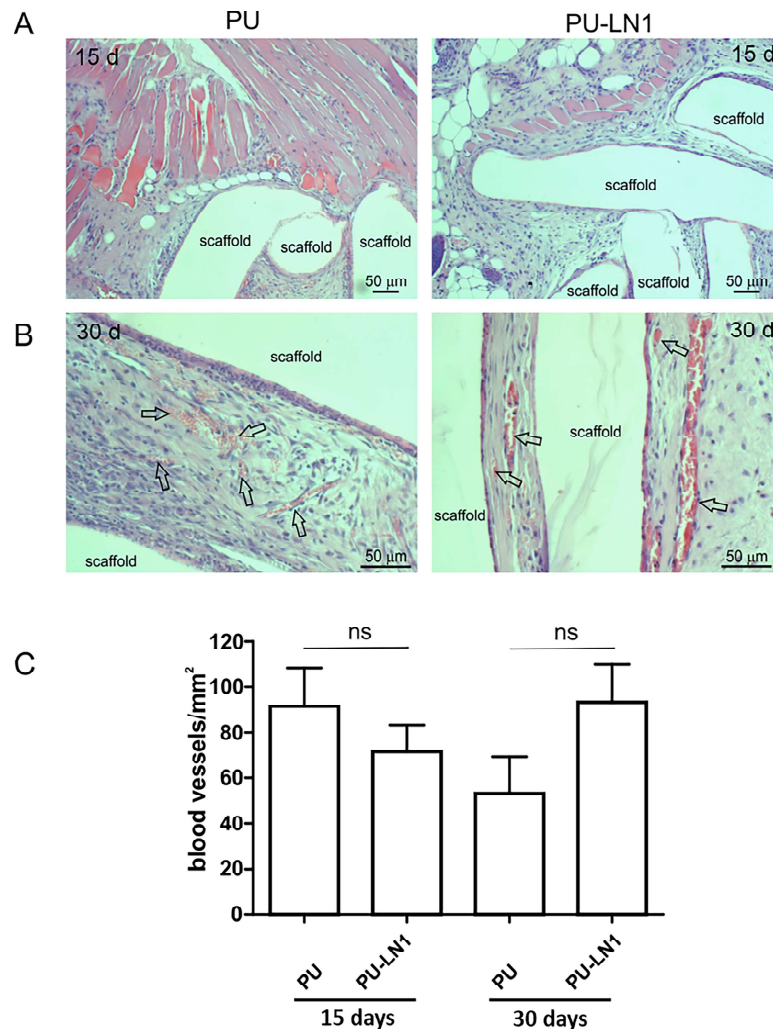 A
PU
PU-LN1
15 d
15 d
scaffold
scaffold
scaffold
scaffold
scaffold
scaffold
scaffold
50 µm
50 µm
B
30 d
30 d
scaffold
scaffold
scaffold
scaffold
50 µm
50 µm
C
ns
ns
blood vessels/mm²
120
100
80
60
40
20
0
PU
PU-LN1
PU
PU-LN1
15 days
30 days